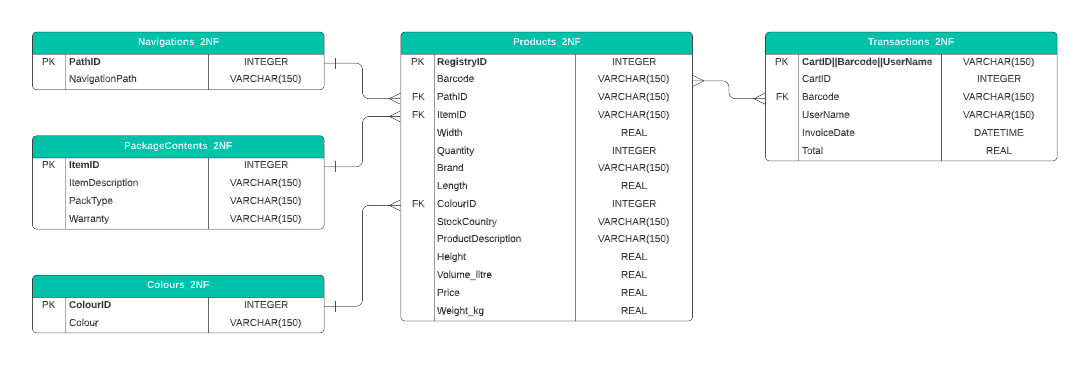 Navigations_2NF
PK PathID INTEGER
NavigationPath VARCHAR(150)
PackageContents_2NF
PK ItemID INTEGER
ItemDescription VARCHAR(150)
PackType VARCHAR(150)
Warranty VARCHAR(150)
Colours_2NF
PK ColourID INTEGER
Colour VARCHAR(150)
Products_2NF
PK RegistryID INTEGER
Barcode VARCHAR(150)
FK PathID VARCHAR(150)
FK ItemID VARCHAR(150)
Width REAL
Quantity INTEGER
Brand VARCHAR(150)
Length REAL
FK ColourID INTEGER
StockCountry VARCHAR(150)
ProductDescription VARCHAR(150)
Height REAL
Volume_litre REAL
Price REAL
Weight_kg REAL
Transactions_2NF
PK CartID||Barcode||UserName VARCHAR(150)
CartID INTEGER
FK Barcode VARCHAR(150)
UserName VARCHAR(150)
InvoiceDate DATETIME
Total REAL